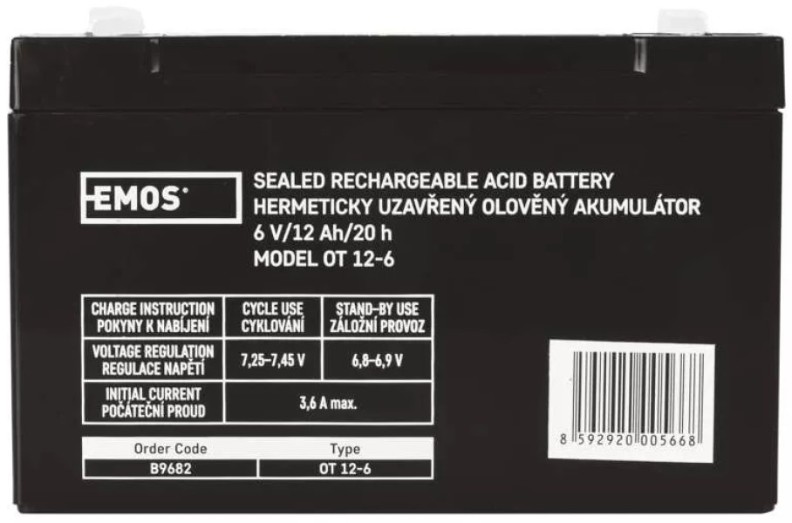 EMOS
SEALED RECHARGEABLE ACID BATTERY
HERMETICKY UZAVŘENÝ OLOVĚNÝ AKUMULÁTOR
6 V/12 Ah/20 h
MODEL OT 12-6
CHARGE INSTRUCTION
POKYNY K NABÍJENÍ
CYCLE USE
CYKLOVÁNÍ
STAND-BY USE
ZÁLOŽNÍ PROVOZ
VOLTAGE REGULATION
REGULACE NAPĚTÍ
7,25-7,45 V
6,8-6,9 V
INITIAL CURRENT
POČÁTEČNÍ PROUD
3,6 A max.
Order Code
Type
B9682
OT 12-6
8 592920 005668